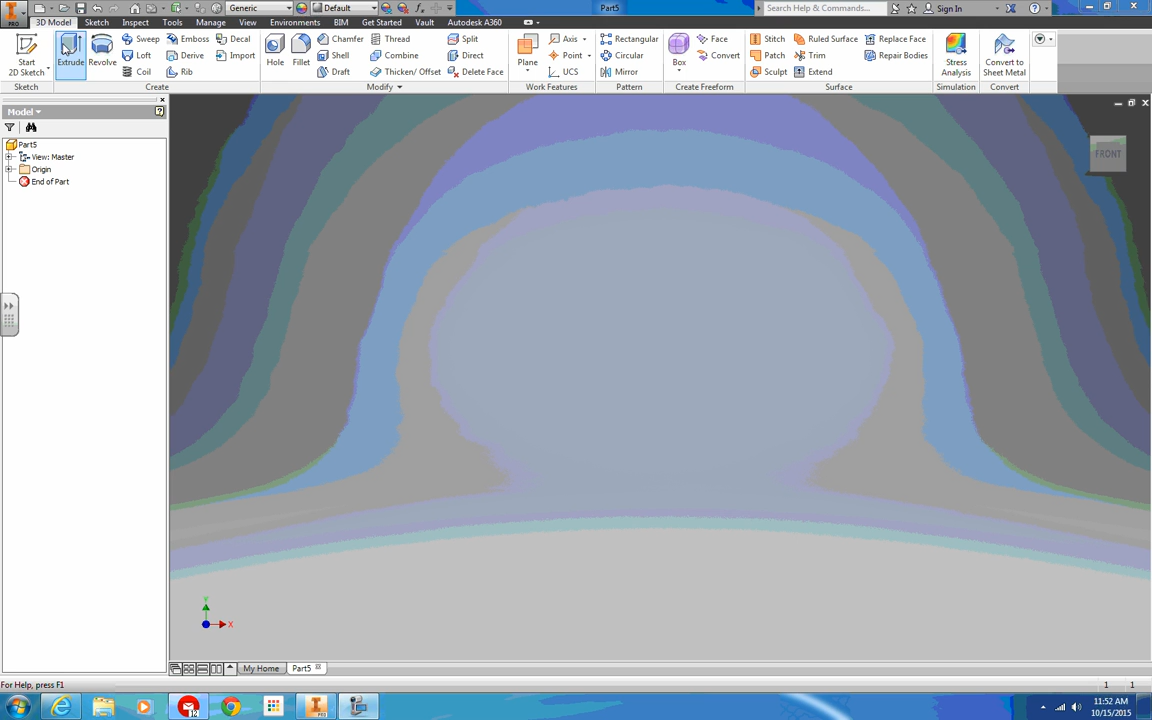 Generic Default Part5 Search Help & Commands... Sign In
PRO 3D Model Sketch Inspect Tools Manage View Environments BIM Get Started Vault Autodesk A360
Start 2D Sketch
Extrude
Revolve
Sweep Emboss Decal
Loft Derive Import
Coil Rib
Hole
Fillet
Chamfer Thread Split
Shell Combine Direct
Draft Thicken/ Offset Delete Face
Plane
Axis
Point
UCS
Rectangular
Circular
Mirror
Box
Face
Convert
Stitch Ruled Surface Replace Face
Patch Trim Repair Bodies
Sculpt Extend
Stress Analysis
Convert to Sheet Metal
Sketch Create Modify Work Features Pattern Create Freeform Surface Simulation Convert
Model
Part5
View: Master
Origin
End of Part
FRONT
Y
X
My Home Part5
For Help, press F1 1 1
12 PRO 11:52 AM
10/15/2015